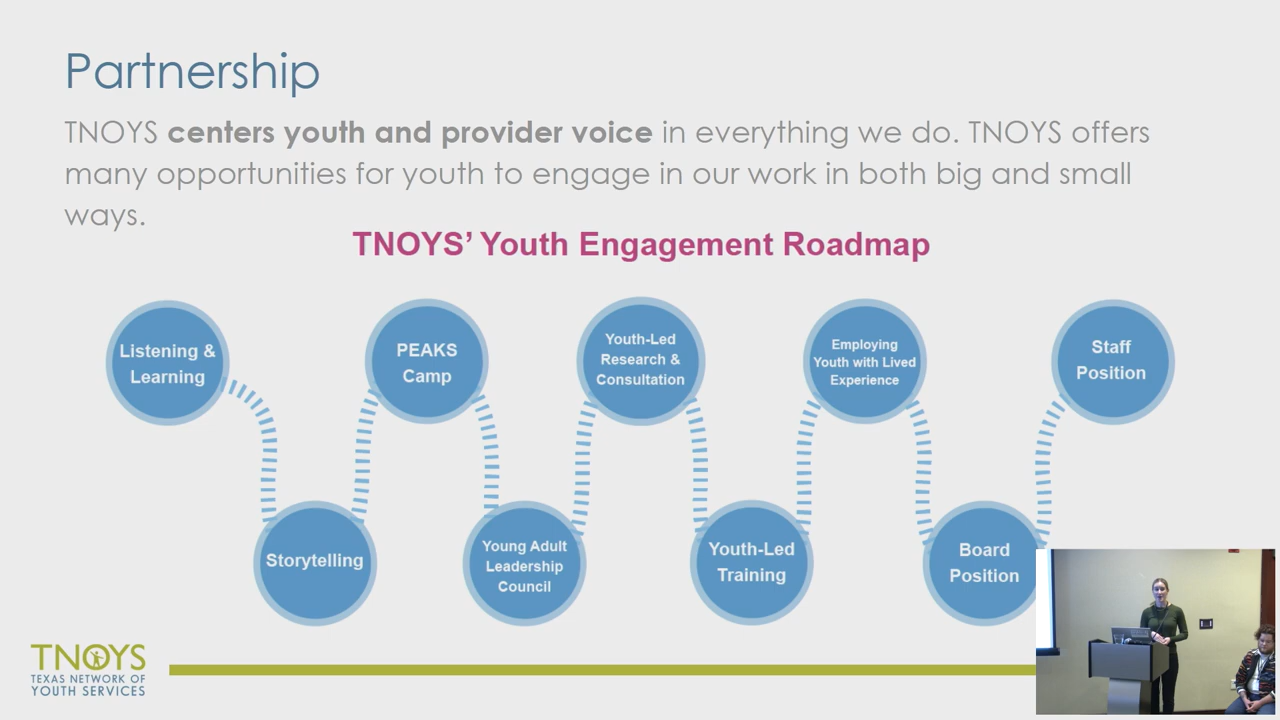 Partnership
TNOYS centers youth and provider voice in everything we do. TNOYS offers
many opportunities for youth to engage in our work in both big and small
ways.
TNOYS’ Youth Engagement Roadmap
Listening &
Learning
Storytelling
PEAKS
Camp
Young Adult
Leadership
Council
Youth-Led
Research &
Consultation
Youth-Led
Training
Employing
Youth with Lived
Experience
Board
Position
Staff
Position
TNOYS
TEXAS NETWORK OF
YOUTH SERVICES